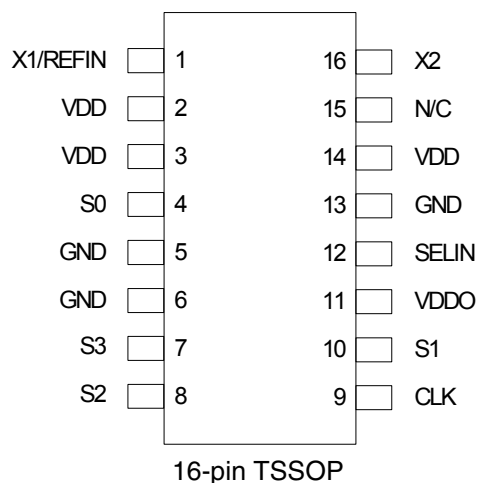 X1/REFIN 1 16 X2
VDD 2 15 N/C
VDD 3 14 VDD
S0 4 13 GND
GND 5 12 SELIN
GND 6 11 VDDO
S3 7 10 S1
S2 8 9 CLK
16-pin TSSOP